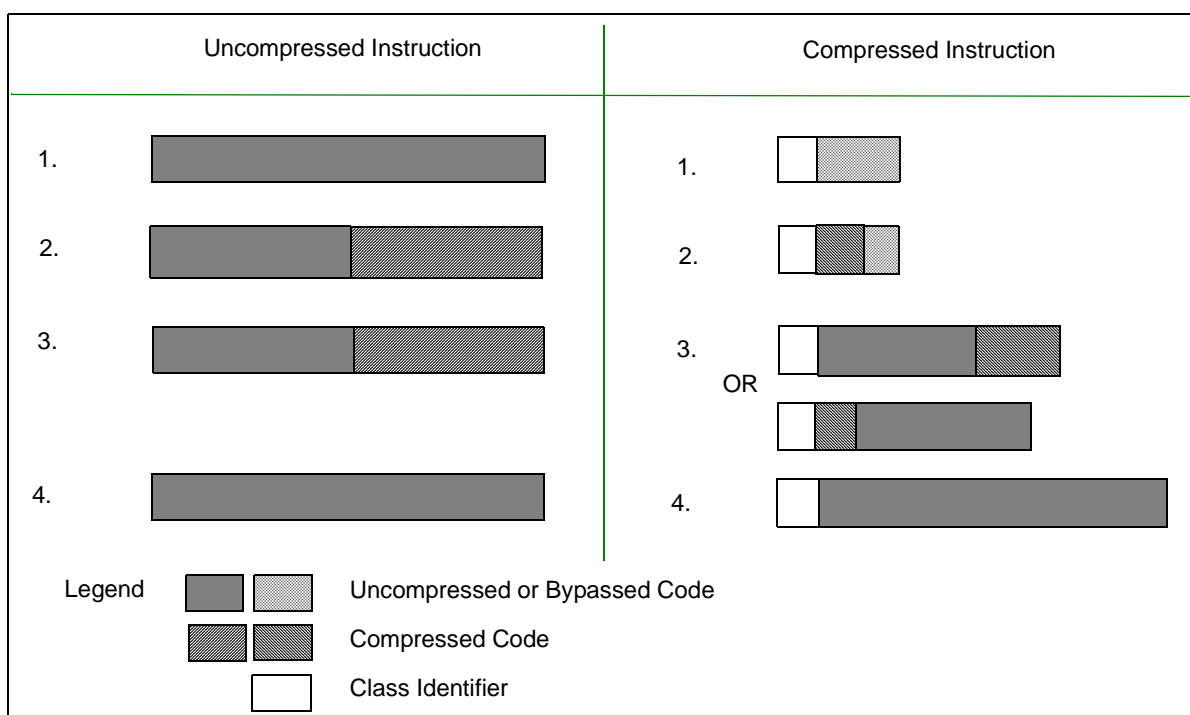 Uncompressed Instruction
Compressed Instruction
1.
1.
2.
2.
3.
3.
OR
4.
4.
Legend
Uncompressed or Bypassed Code
Compressed Code
Class Identifier